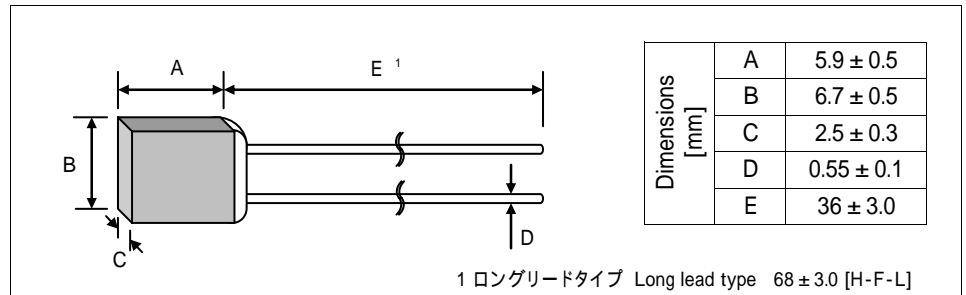 A
E 1
B
C
D
Dimensions
[mm]
A 5.9 ± 0.5
B 6.7 ± 0.5
C 2.5 ± 0.3
D 0.55 ± 0.1
E 36 ± 3.0
1 ロングリードタイプ Long lead type 68 ± 3.0 [H-F-L]